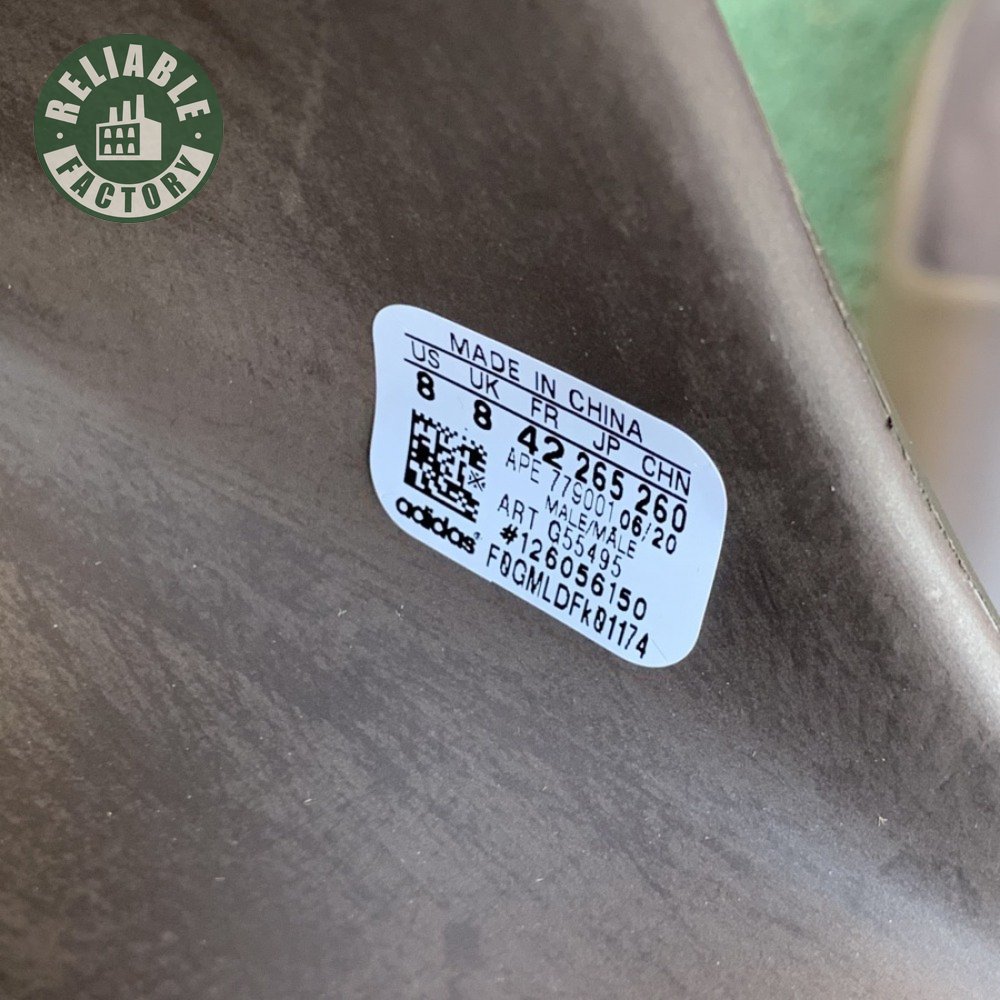 RELIABLE
FACTORY
MADE IN CHINA
US UK FR JP CHN
8 8 42 265 260
APE 779001 06/20
MALE/MALE
ART G55495
#126056150
F0GMLDFk01174
adidas